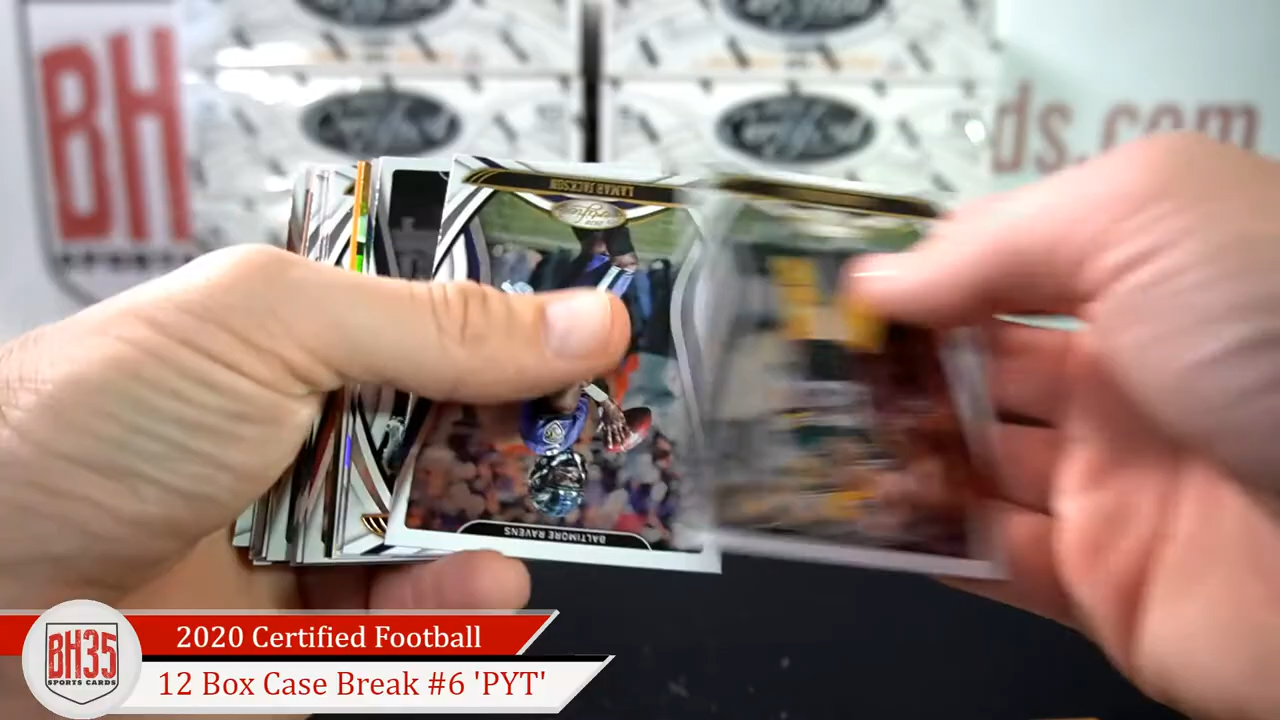 BH
SPORTS
ds.com
LAMAR JACKSON
BALTIMORE RAVENS
BH35
SPORTS CARDS
2020 Certified Football
12 Box Case Break #6 'PYT'